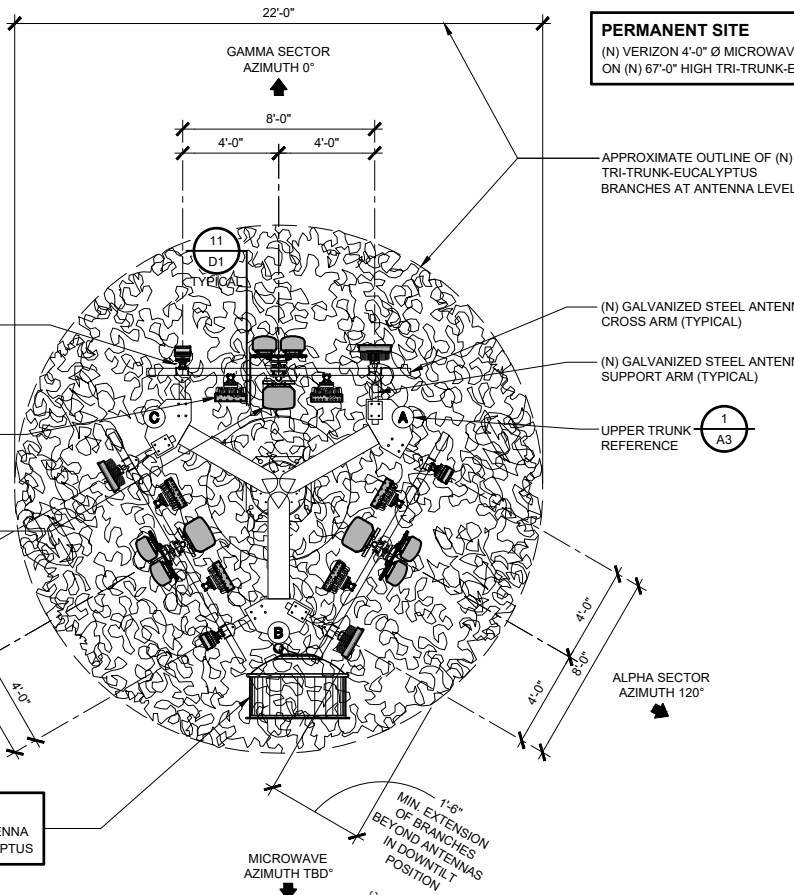 22'-0"
PERMANENT SITE
(N) VERIZON 4'-0" Ø MICROWAV
ON (N) 67'-0" HIGH TRI-TRUNK-E
GAMMA SECTOR
AZIMUTH 0°
8'-0"
4'-0" 4'-0"
APPROXIMATE OUTLINE OF (N)
TRI-TRUNK-EUCALYPTUS
BRANCHES AT ANTENNA LEVEL
11
D1
TYPICAL
(N) GALVANIZED STEEL ANTENN
CROSS ARM (TYPICAL)
(N) GALVANIZED STEEL ANTENN
SUPPORT ARM (TYPICAL)
C
A
UPPER TRUNK
REFERENCE
1
A3
B
4'-0"
8'-0"
4'-0"
ALPHA SECTOR
AZIMUTH 120°
4'-0"
1'-6"
MIN. EXTENSION
OF BRANCHES
BEYOND ANTENNAS
IN DOWNTILT
POSITION
ENNA
PTUS
MICROWAVE
AZIMUTH TBD°